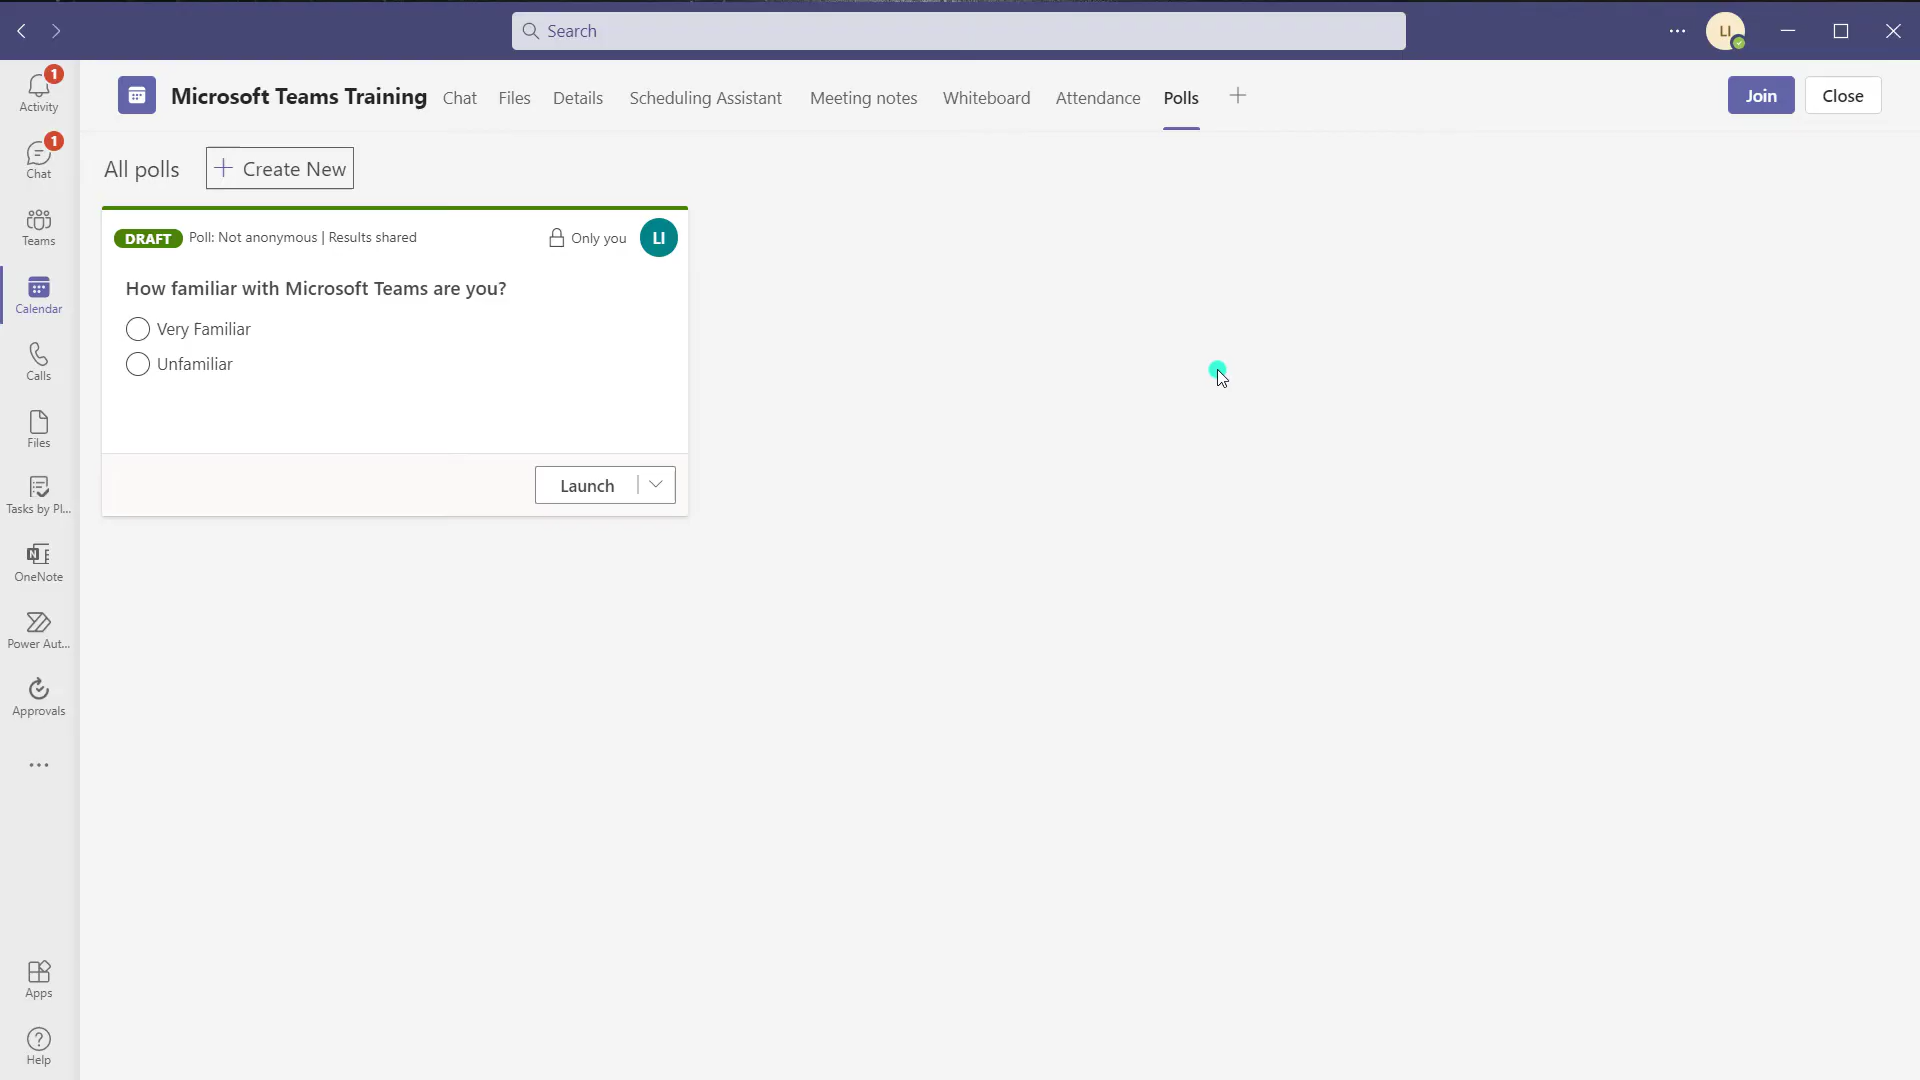 Search
LI
1
Activity
1
Chat
Teams
Calendar
Calls
Files
Tasks by Pl...
OneNote
Power Aut...
Approvals
Apps
Help
Microsoft Teams Training Chat Files Details Scheduling Assistant Meeting notes Whiteboard Attendance Polls
Join Close
All polls Create New
DRAFT Poll: Not anonymous | Results shared Only you LI
How familiar with Microsoft Teams are you?
Very Familiar
Unfamiliar
Launch